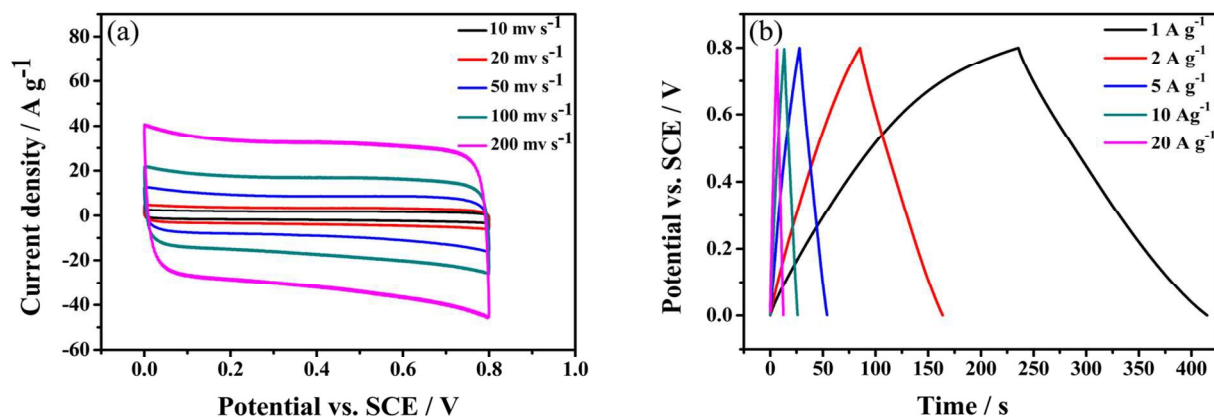 (a)
10 mv s⁻¹
20 mv s⁻¹
50 mv s⁻¹
100 mv s⁻¹
200 mv s⁻¹
80
60
40
20
0
-20
-40
-60
0.0 0.2 0.4 0.6 0.8 1.0
Current density / A g⁻¹
Potential vs. SCE / V
(b)
1 A g⁻¹
2 A g⁻¹
5 A g⁻¹
10 Ag⁻¹
20 A g⁻¹
0.8
0.6
0.4
0.2
0.0
0 50 100 150 200 250 300 350 400
Potential vs. SCE / V
Time / s